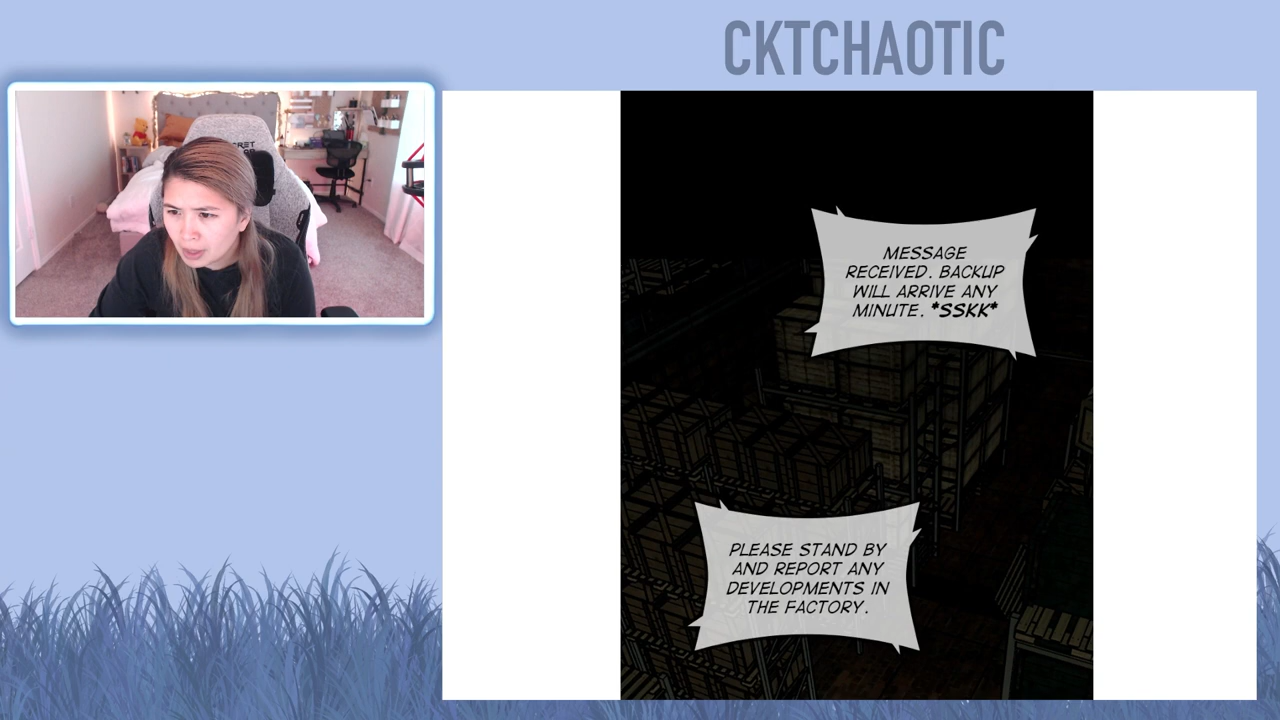 CKTCHAOTIC
MESSAGE
RECEIVED. BACKUP
WILL ARRIVE ANY
MINUTE. *SSKK*
PLEASE STAND BY
AND REPORT ANY
DEVELOPMENTS IN
THE FACTORY.